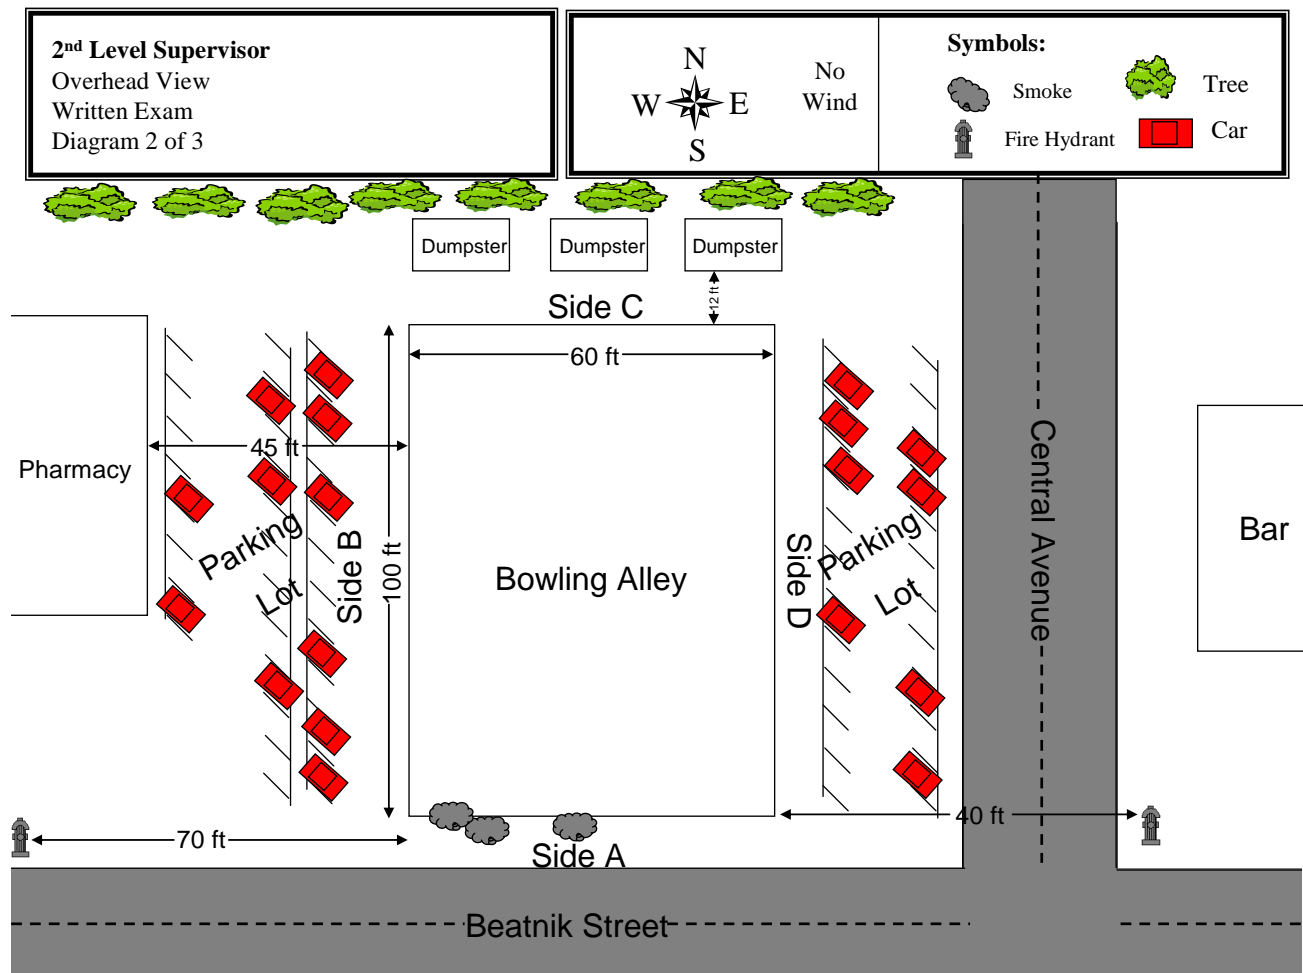 2nd Level Supervisor
Overhead View
Written Exam
Diagram 2 of 3
N
W
E
S
No
Wind
Symbols:
Smoke
Tree
Fire Hydrant
Car
Dumpster
Dumpster
Dumpster
12 ft
Side C
60 ft
45 ft
Pharmacy
Parking
Lot
Side B
100 ft
Bowling Alley
Side D
Parking
Lot
Central Avenue
Bar
70 ft
40 ft
Side A
Beatnik Street